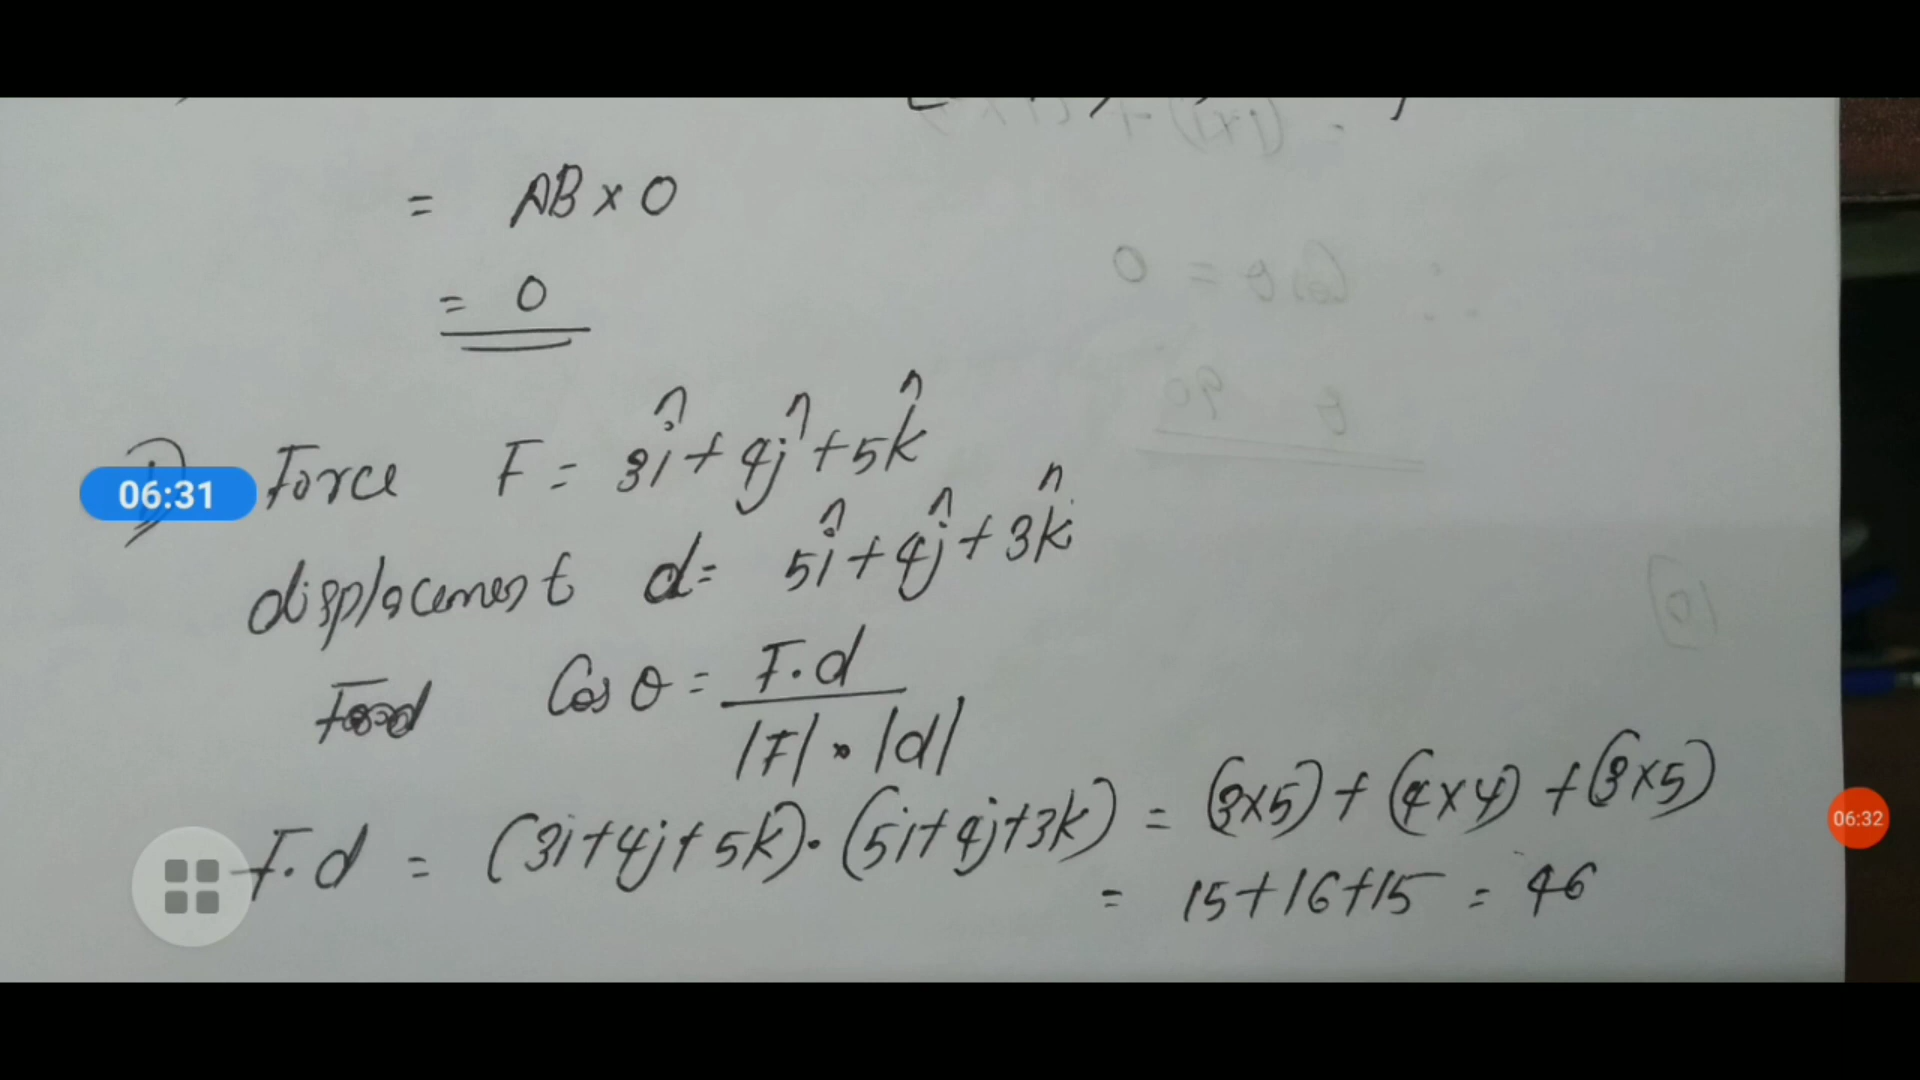 = AB × 0
= 0
Force F = 3î + 4ĵ + 5k̂
displacement d = 5î + 4ĵ + 3k̂
Cos θ = F.d / |F| . |d|
F.d = (3i+4j+5k).(5i+4j+3k) = (3×5)+(4×4)+(3×5)
= 15+16+15 = 46
06:31
06:32